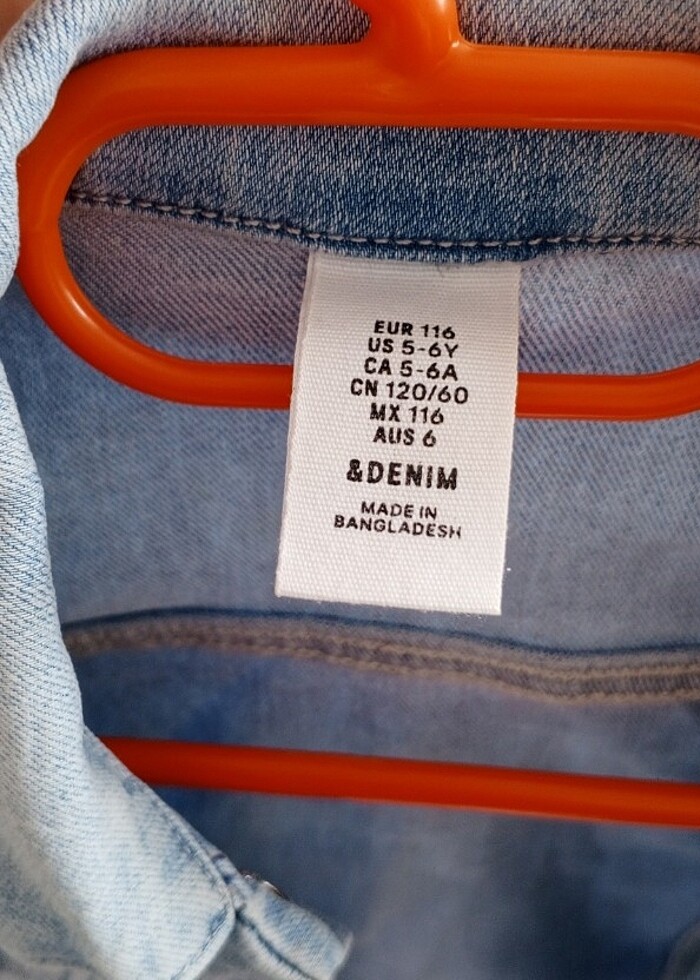 EUR 116
US 5-6Y
CA 5-6A
CN 120/60
MX 116
AUS 6
&DENIM
MADE IN
BANGLADESH